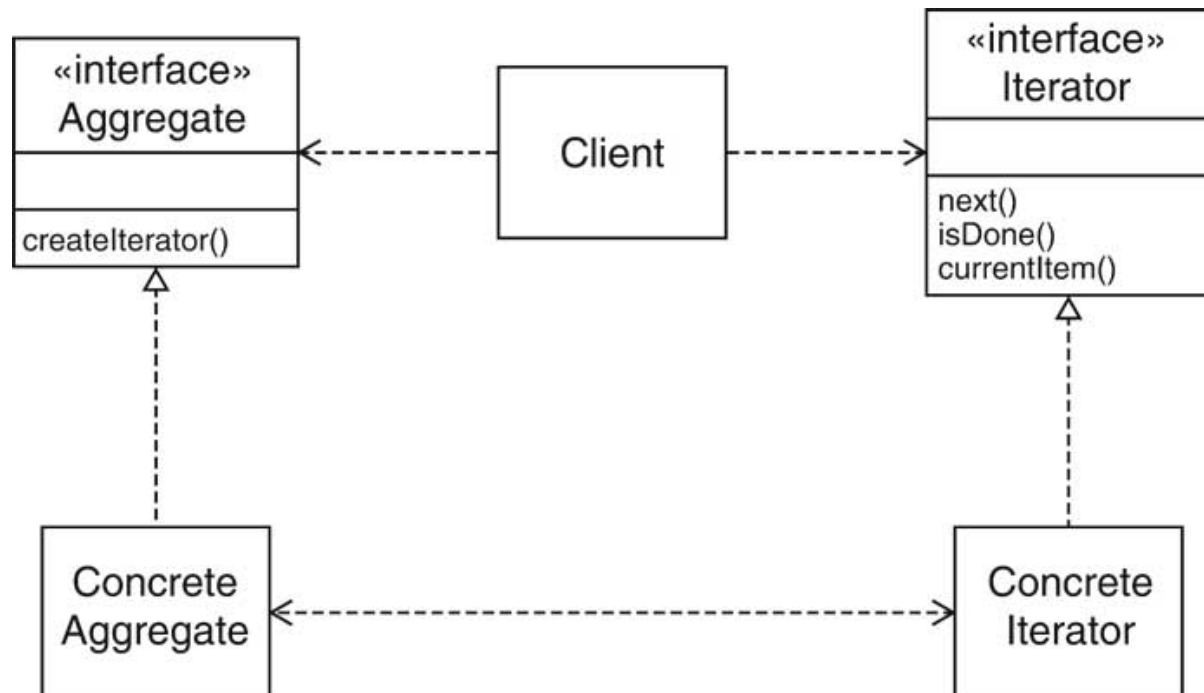 «interface»
Aggregate
createIterator()
Client
«interface»
Iterator
next()
isDone()
currentItem()
Concrete
Aggregate
Concrete
Iterator